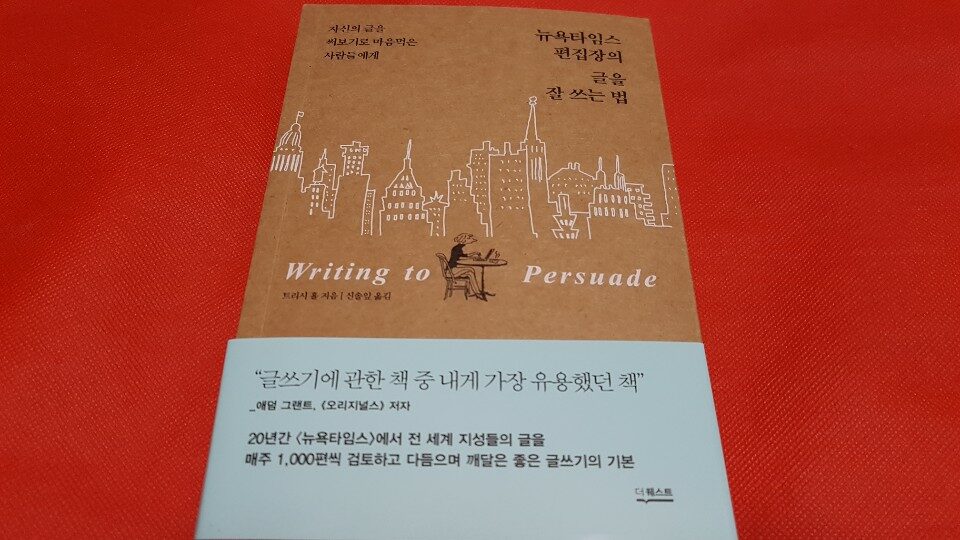 자신의 글을
써보기로 마음먹은
사람들에게
뉴욕타임스
편집장의
글을
잘 쓰는 법
Writing to Persuade
트리시 홀 지음 | 신솔잎 옮김
“글쓰기에 관한 책 중 내게 가장 유용했던 책”
_애덤 그랜트, 《오리지널스》 저자
20년간 〈뉴욕타임스〉에서 전 세계 지성들의 글을
매주 1,000편씩 검토하고 다듬으며 깨달은 좋은 글쓰기의 기본
더퀘스트